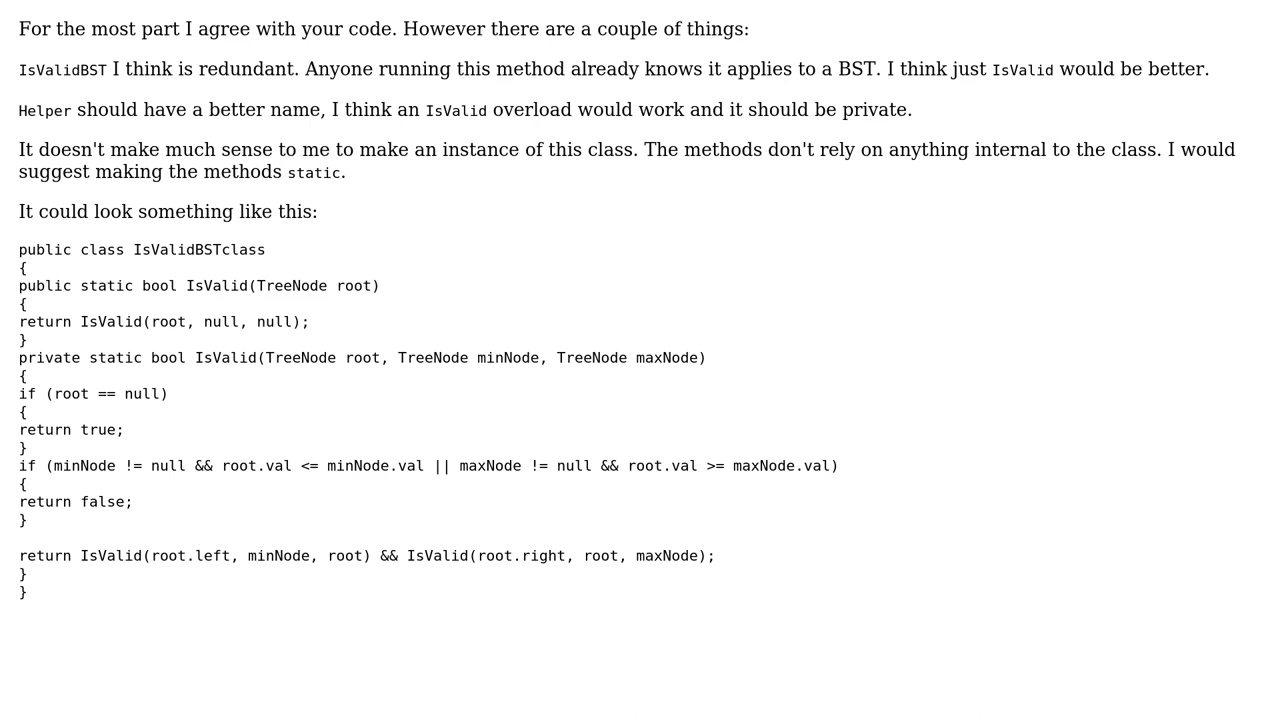 For the most part I agree with your code. However there are a couple of things:
IsValidBST I think is redundant. Anyone running this method already knows it applies to a BST. I think just IsValid would be better.
Helper should have a better name, I think an IsValid overload would work and it should be private.
It doesn't make much sense to me to make an instance of this class. The methods don't rely on anything internal to the class. I would
suggest making the methods static.
It could look something like this:
public class IsValidBSTclass
{
public static bool IsValid(TreeNode root)
{
return IsValid(root, null, null);
}
private static bool IsValid(TreeNode root, TreeNode minNode, TreeNode maxNode)
{
if (root == null)
{
return true;
}
if (minNode != null && root.val <= minNode.val || maxNode != null && root.val >= maxNode.val)
{
return false;
}
return IsValid(root.left, minNode, root) && IsValid(root.right, root, maxNode);
}
}